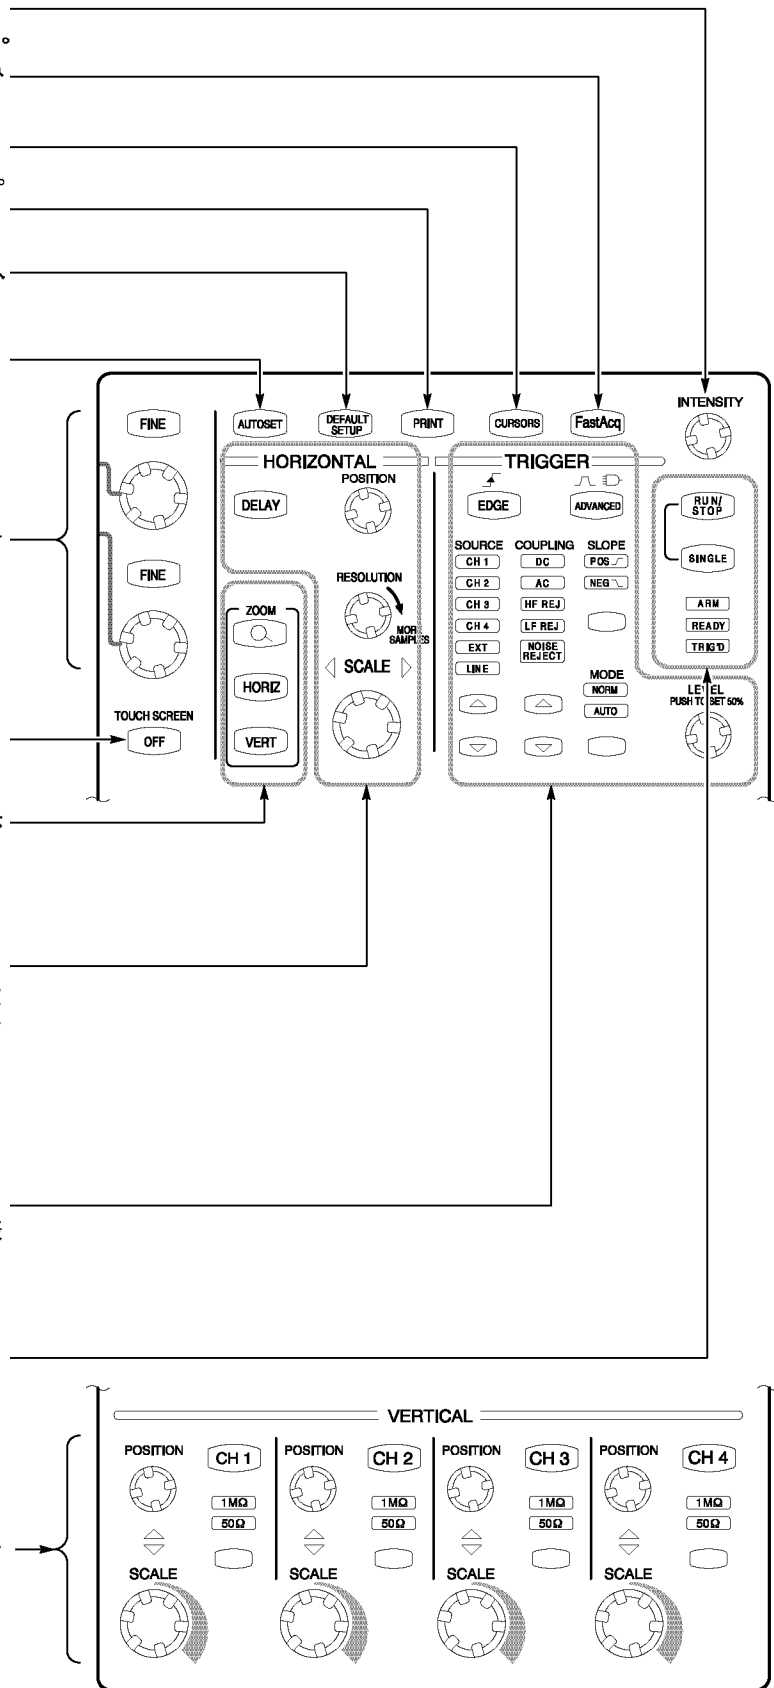 INTENSITY
FINE
AUTOSET
DEFAULT
SETUP
PRINT
CURSORS
FastAcq
HORIZONTAL
TRIGGER
POSITION
DELAY
EDGE
ADVANCED
RUN/
STOP
SOURCE COUPLING SLOPE
CH 1 DC POS
SINGLE
FINE
RESOLUTION
CH 2 AC NEG
ZOOM
MORE
SAMPLES
CH 3 HF REJ
ARM
CH 4 LF REJ
READY
EXT NOISE
REJECT
TRIG'D
LINE
SCALE
HORIZ
MODE
NORM
AUTO
LEVEL
PUSH TO SET 50%
TOUCH SCREEN
OFF
VERT
VERTICAL
POSITION CH 1 POSITION CH 2 POSITION CH 3 POSITION CH 4
1MΩ 1MΩ 1MΩ 1MΩ
50Ω 50Ω 50Ω 50Ω
SCALE SCALE SCALE SCALE